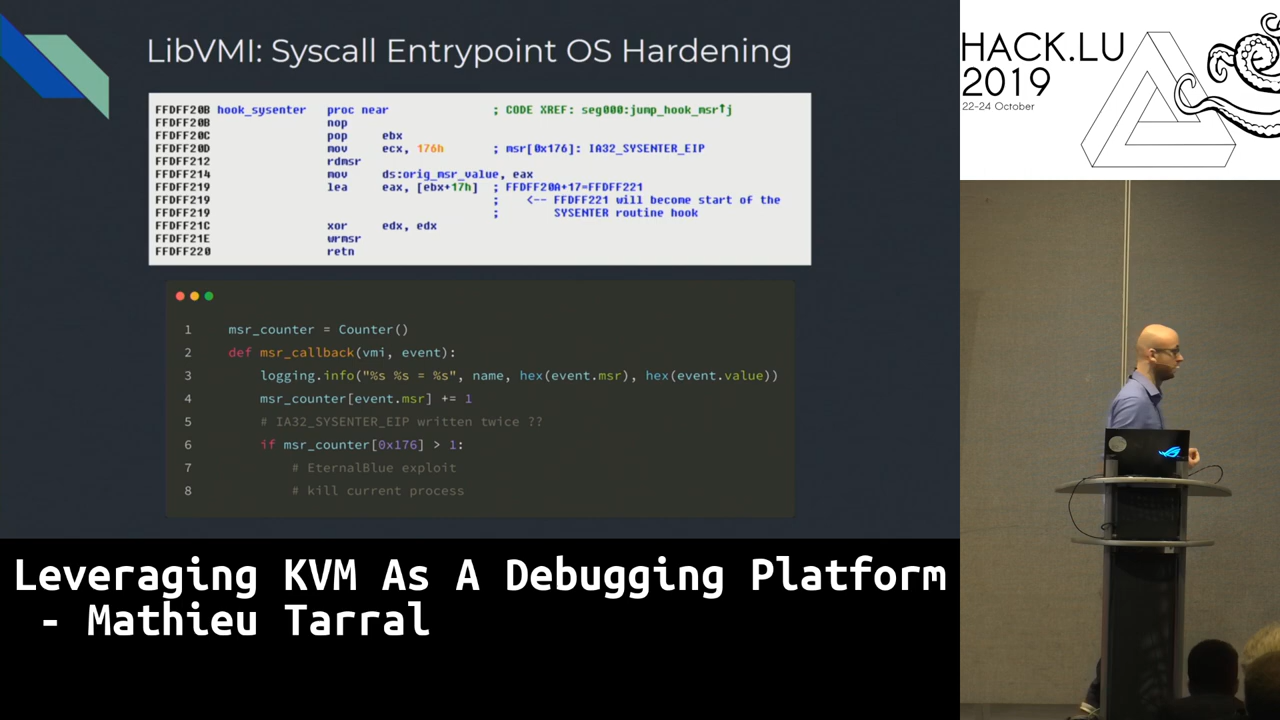 LibVMI: Syscall Entrypoint OS Hardening
FFDFF20B hook_sysenter proc near ; CODE XREF: seg000:jump_hook_msr↑j
FFDFF20B nop
FFDFF20C pop ebx
FFDFF20D mov ecx, 176h ; msr[0x176]: IA32_SYSENTER_EIP
FFDFF212 rdmsr
FFDFF214 mov ds:orig_msr_value, eax
FFDFF219 lea eax, [ebx+17h] ; FFDFF20A+17=FFDFF221
FFDFF219 ; <-- FFDFF221 will become start of the
FFDFF219 ; SYSENTER routine hook
FFDFF21C xor edx, edx
FFDFF21E wrmsr
FFDFF220 retn
1 msr_counter = Counter()
2 def msr_callback(vmi, event):
3 logging.info("%s %s = %s", name, hex(event.msr), hex(event.value))
4 msr_counter[event.msr] += 1
5 # IA32_SYSENTER_EIP written twice ??
6 if msr_counter[0x176] > 1:
7 # EternalBlue exploit
8 # kill current process
HACK.LU
2019
22-24 October
Leveraging KVM As A Debugging Platform
- Mathieu Tarral